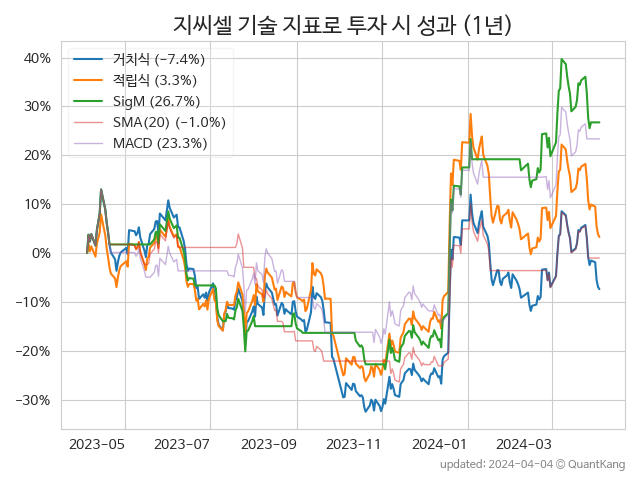 지씨셀 기술 지표로 투자 시 성과 (1년)
40%
30%
20%
10%
0%
−10%
−20%
−30%
거치식 (−7.4%)
적립식 (3.3%)
SigM (26.7%)
SMA(20) (−1.0%)
MACD (23.3%)
2023−05
2023−07
2023−09
2023−11
2024−01
2024−03
updated: 2024−04−04 © QuantKang